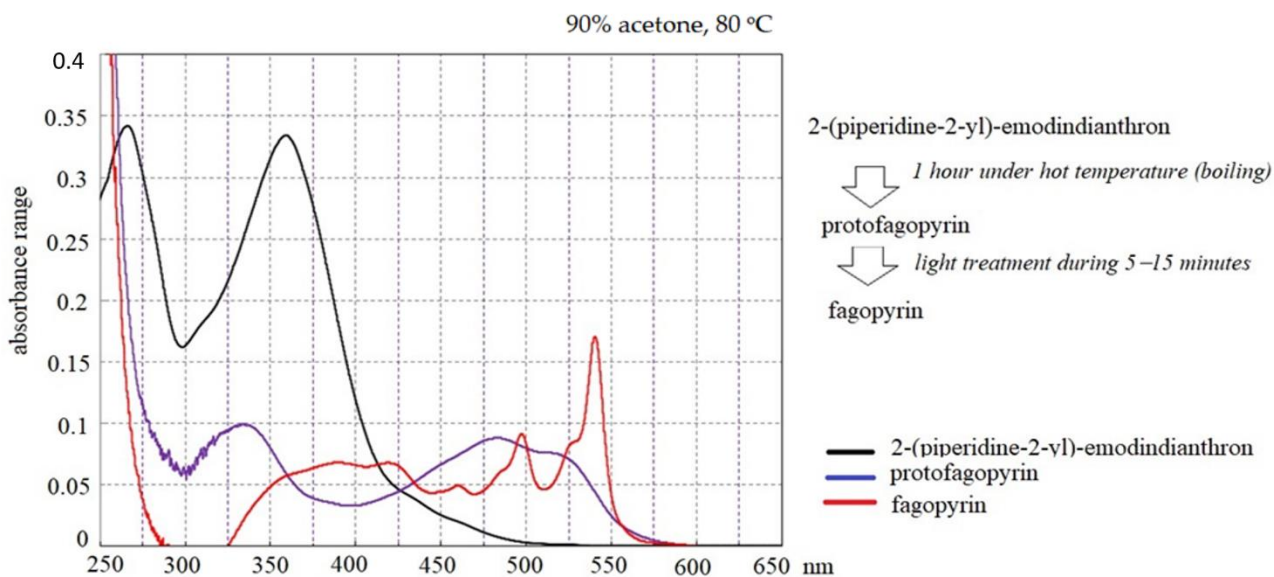 90% acetone, 80 °C
0.4
0.35
0.3
0.25
0.2
0.15
0.1
0.05
0
absorbance range
250 300 350 400 450 500 550 600 650 nm
2-(piperidine-2-yl)-emodindianthron
1 hour under hot temperature (boiling)
protofagopyrin
light treatment during 5–15 minutes
fagopyrin
2-(piperidine-2-yl)-emodindianthron
protofagopyrin
fagopyrin